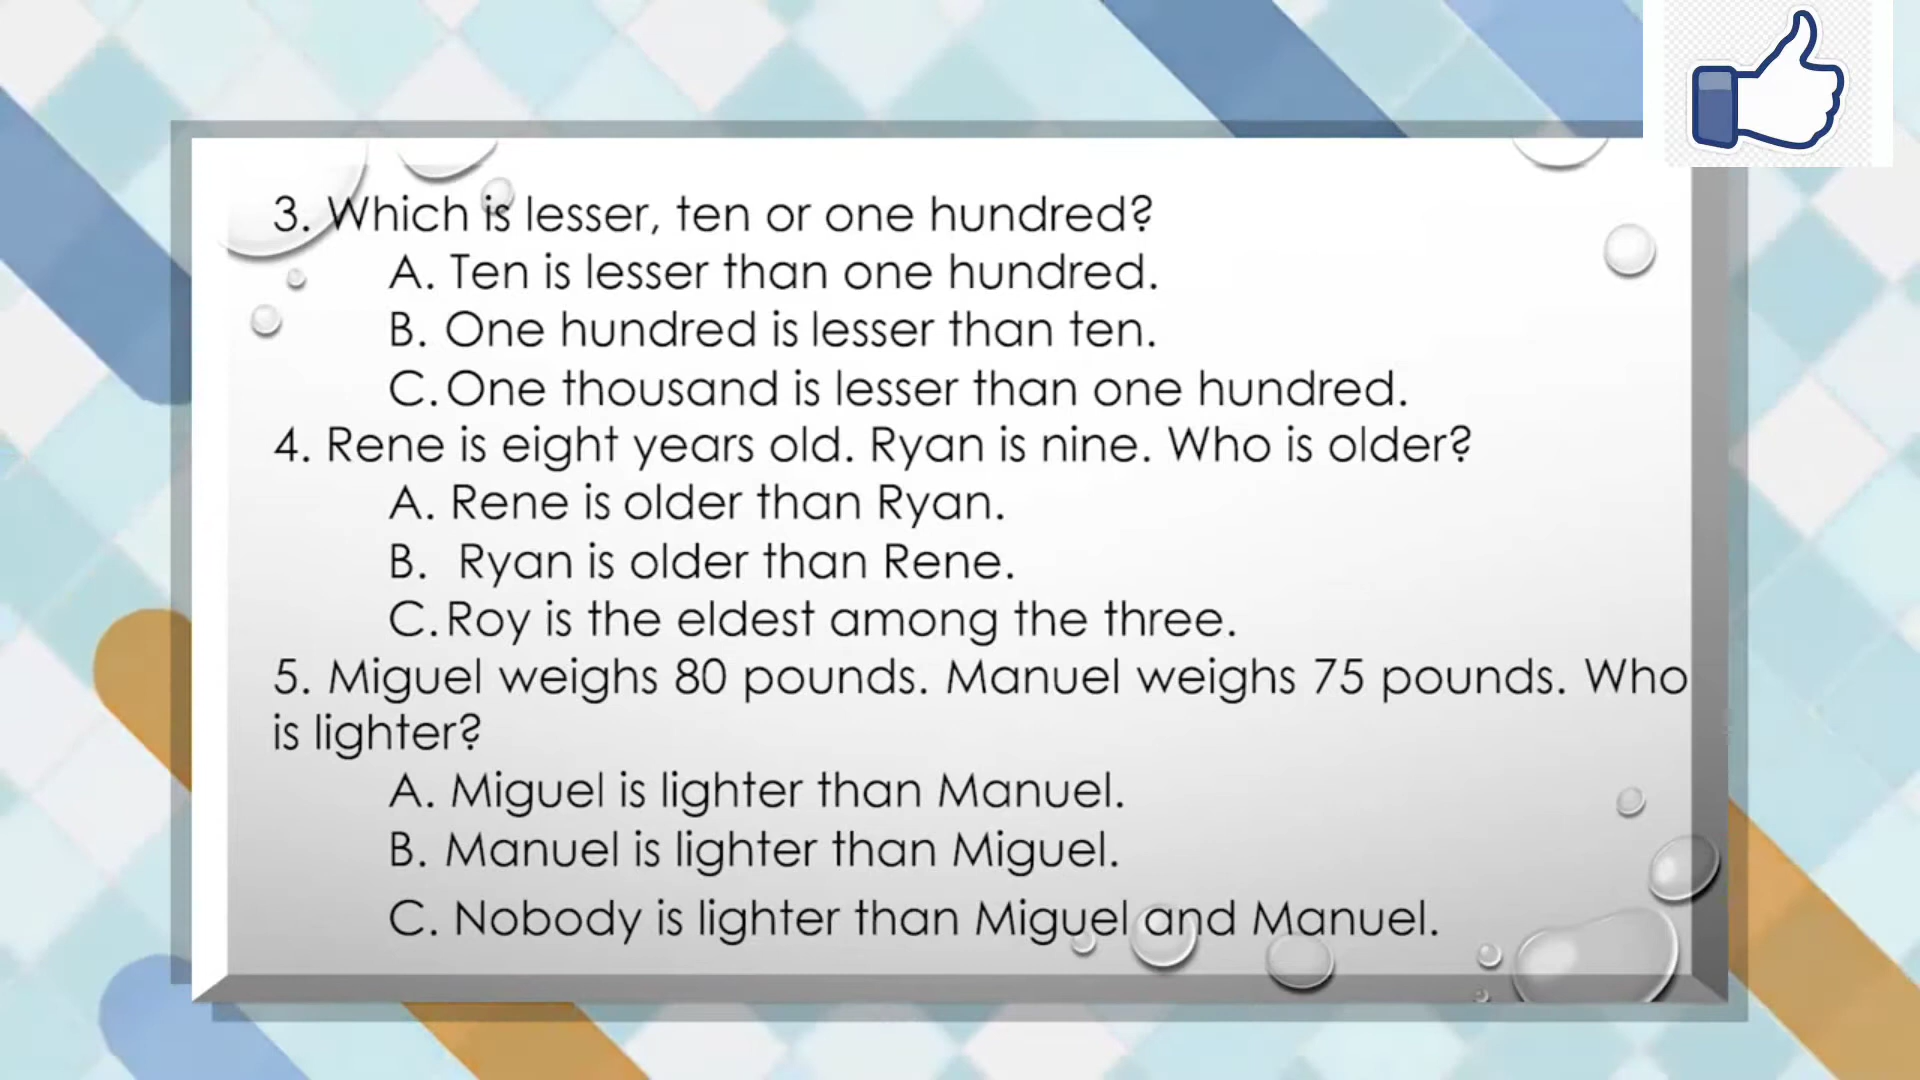 3. Which is lesser, ten or one hundred?
A. Ten is lesser than one hundred.
B. One hundred is lesser than ten.
C. One thousand is lesser than one hundred.
4. Rene is eight years old. Ryan is nine. Who is older?
A. Rene is older than Ryan.
B. Ryan is older than Rene.
C. Roy is the eldest among the three.
5. Miguel weighs 80 pounds. Manuel weighs 75 pounds. Who
is lighter?
A. Miguel is lighter than Manuel.
B. Manuel is lighter than Miguel.
C. Nobody is lighter than Miguel and Manuel.